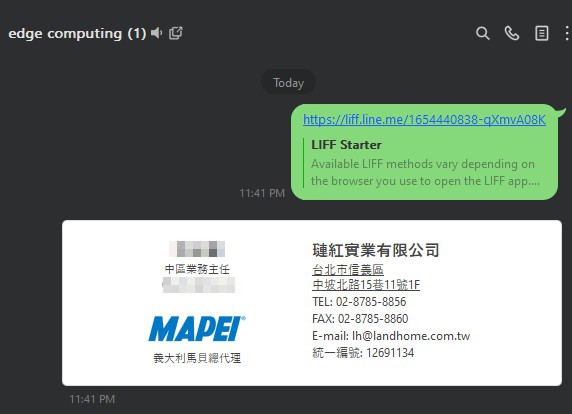 edge computing (1)
Today
https://liff.line.me/1654440838-qXmvA08K
LIFF Starter
Available LIFF methods vary depending on
the browser you use to open the LIFF app....
11:41 PM
中區業務主任
MAPEI®
義大利馬貝總代理
璉紅實業有限公司
台北市信義區
中坡北路15巷11號1F
TEL: 02-8785-8856
FAX: 02-8785-8860
E-mail: lh@landhome.com.tw
統一編號: 12691134
11:41 PM